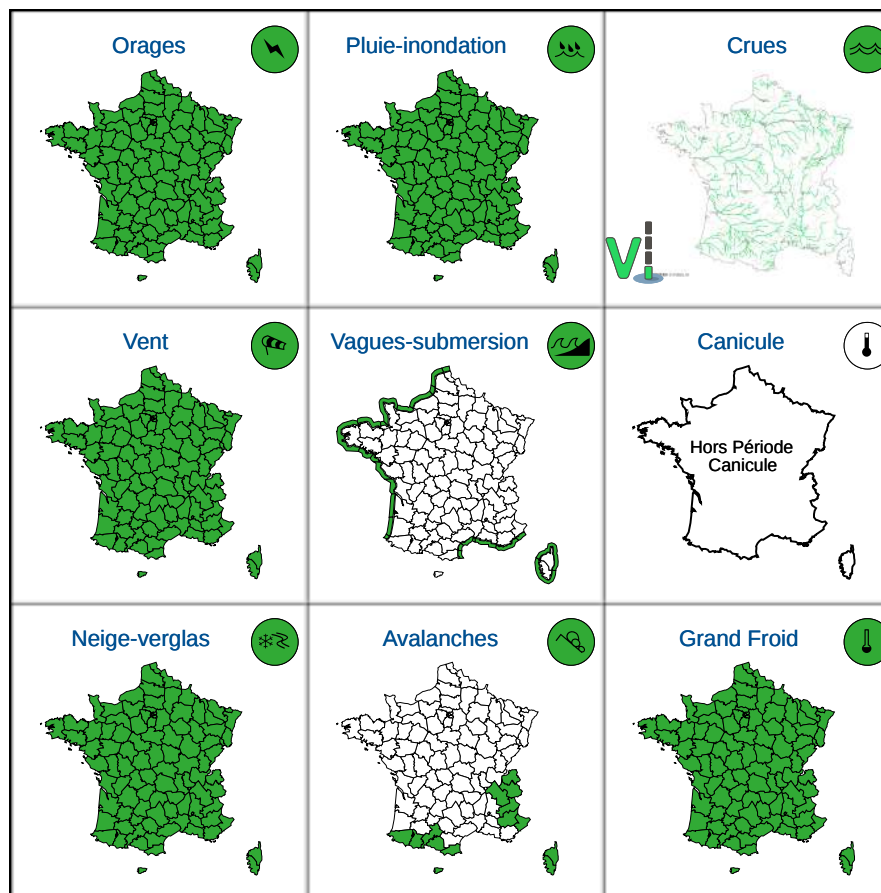 Orages
Pluie-inondation
Crues
Vent
Vagues-submersion
Canicule
Hors Période
Canicule
Neige-verglas
Avalanches
Grand Froid